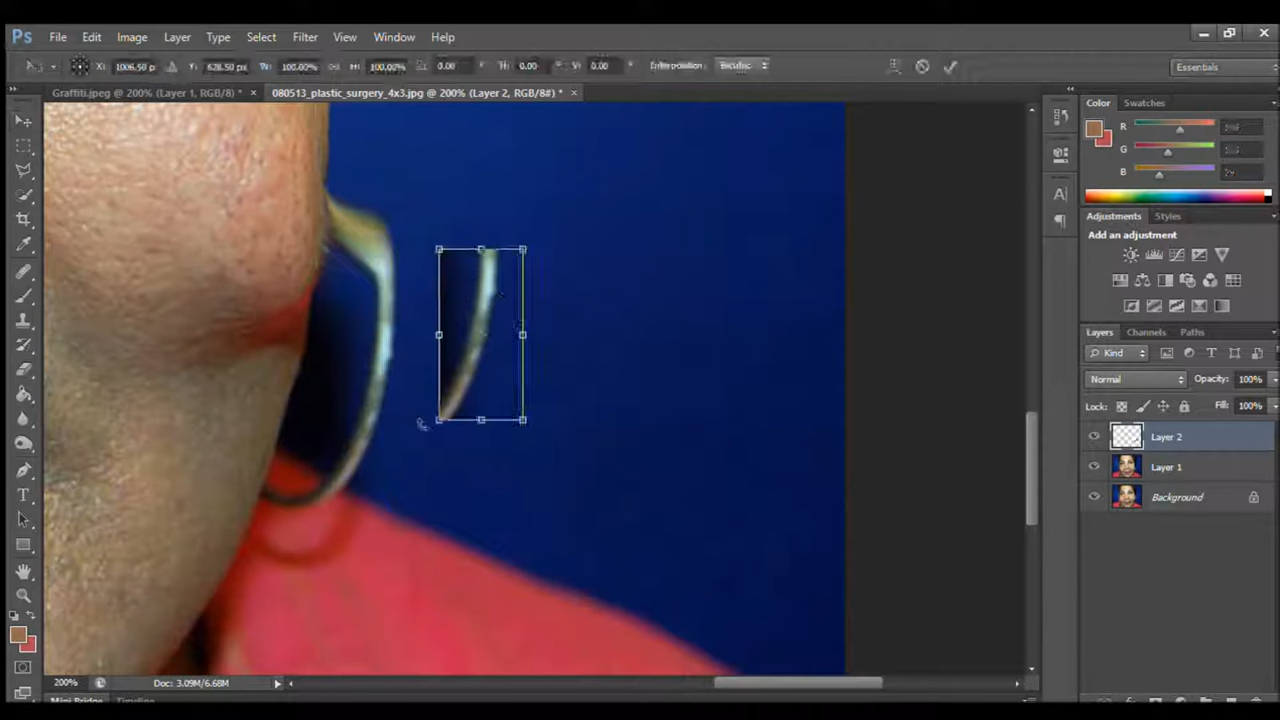 Ps File Edit Image Layer Type Select Filter View Window Help
X: 1006.50 p Y: 628.50 px W: 100.00% H: 100.00% 0.00 H: 0.00 V: 0.00 Interpolation: Bicubic Essentials
Graffiti.jpeg @ 200% (Layer 1, RGB/8) * × 080513_plastic_surgery_4x3.jpg @ 200% (Layer 2, RGB/8#) * ×
Color Swatches
R
G
B
Adjustments Styles
Add an adjustment
Layers Channels Paths
Kind
Normal Opacity: 100%
Lock: Fill: 100%
Layer 2
Layer 1
Background
200% Doc: 3.09M/6.68M
Mini Bridge Timeline